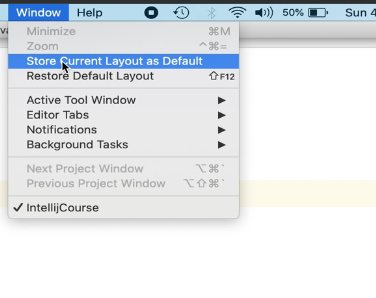 Window Help 50% Sun 4
va
Minimize ⌘M
Zoom ^⌘=
Store Current Layout as Default
Restore Default Layout ⇧F12
Active Tool Window ▶
Editor Tabs ▶
Notifications ▶
Background Tasks ▶
Next Project Window ⌥⌘`
Previous Project Window ⌥⇧⌘`
✓ IntellijCourse